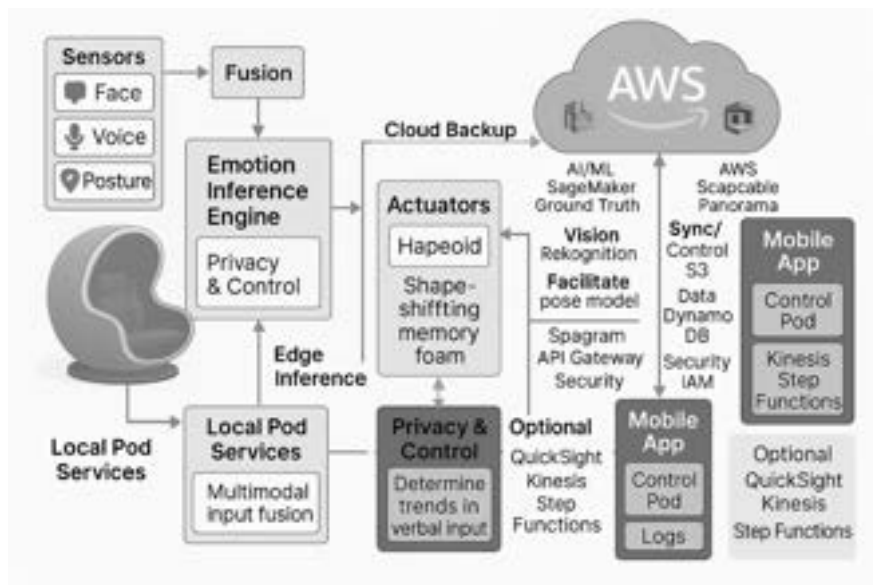 Sensors
Face
Voice
Posture
Fusion
Emotion
Inference
Engine
Privacy
& Control
Cloud Backup
AWS
AI/ML
SageMaker
Ground Truth
AWS
Scapcable
Panorama
Actuators
Hapeoid
Shape-
shiffting
memory
foam
Vision
Rekognition
Facilitate
pose model
Spagram
API Gateway
Security
Sync/
Control
S3
Data
Dynamo
DB
Security
IAM
Mobile
App
Control
Pod
Kinesis
Step
Functions
Edge
Inference
Local Pod
Services
Local Pod
Services
Multimodal
input fusion
Privacy &
Control
Determine
trends in
verbal input
Optional
QuickSight
Kinesis
Step
Functions
Mobile
App
Control
Pod
Logs
Optional
QuickSight
Kinesis
Step Functions